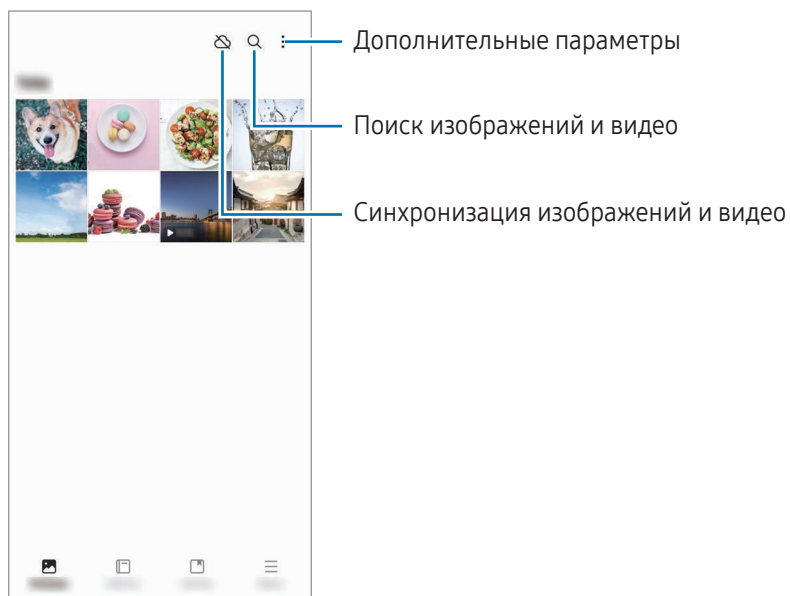 Дополнительные параметры
Поиск изображений и видео
Синхронизация изображений и видео